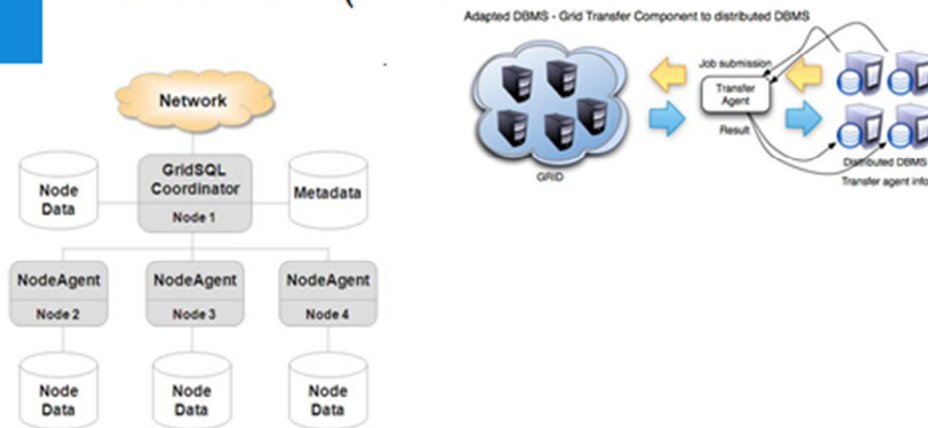 Adapted DBMS - Grid Transfer Component to distributed DBMS
Network
GridSQL
Coordinator
Node 1
Node
Data
Metadata
NodeAgent
Node 2
NodeAgent
Node 3
NodeAgent
Node 4
Node
Data
Node
Data
Node
Data
GRID
Job submission
Transfer
Agent
Result
Distributed DBMS
Transfer agent info